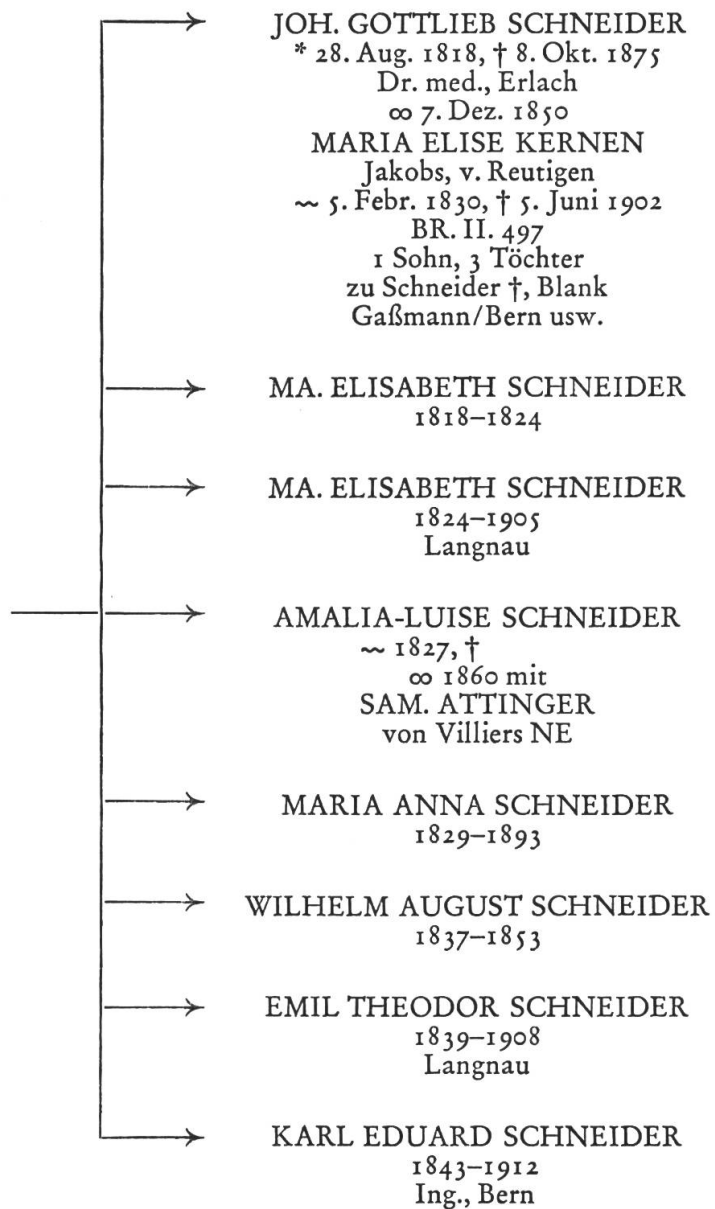 JOH. GOTTLIEB SCHNEIDER
* 28. Aug. 1818, † 8. Okt. 1875
Dr. med., Erlach
∞ 7. Dez. 1850
MARIA ELISE KERNEN
Jakobs, v. Reutigen
~ 5. Febr. 1830, † 5. Juni 1902
BR. II. 497
1 Sohn, 3 Töchter
zu Schneider †, Blank
Gaßmann/Bern usw.
MA. ELISABETH SCHNEIDER
1818–1824
MA. ELISABETH SCHNEIDER
1824–1905
Langnau
AMALIA-LUISE SCHNEIDER
~ 1827, †
∞ 1860 mit
SAM. ATTINGER
von Villiers NE
MARIA ANNA SCHNEIDER
1829–1893
WILHELM AUGUST SCHNEIDER
1837–1853
EMIL THEODOR SCHNEIDER
1839–1908
Langnau
KARL EDUARD SCHNEIDER
1843–1912
Ing., Bern